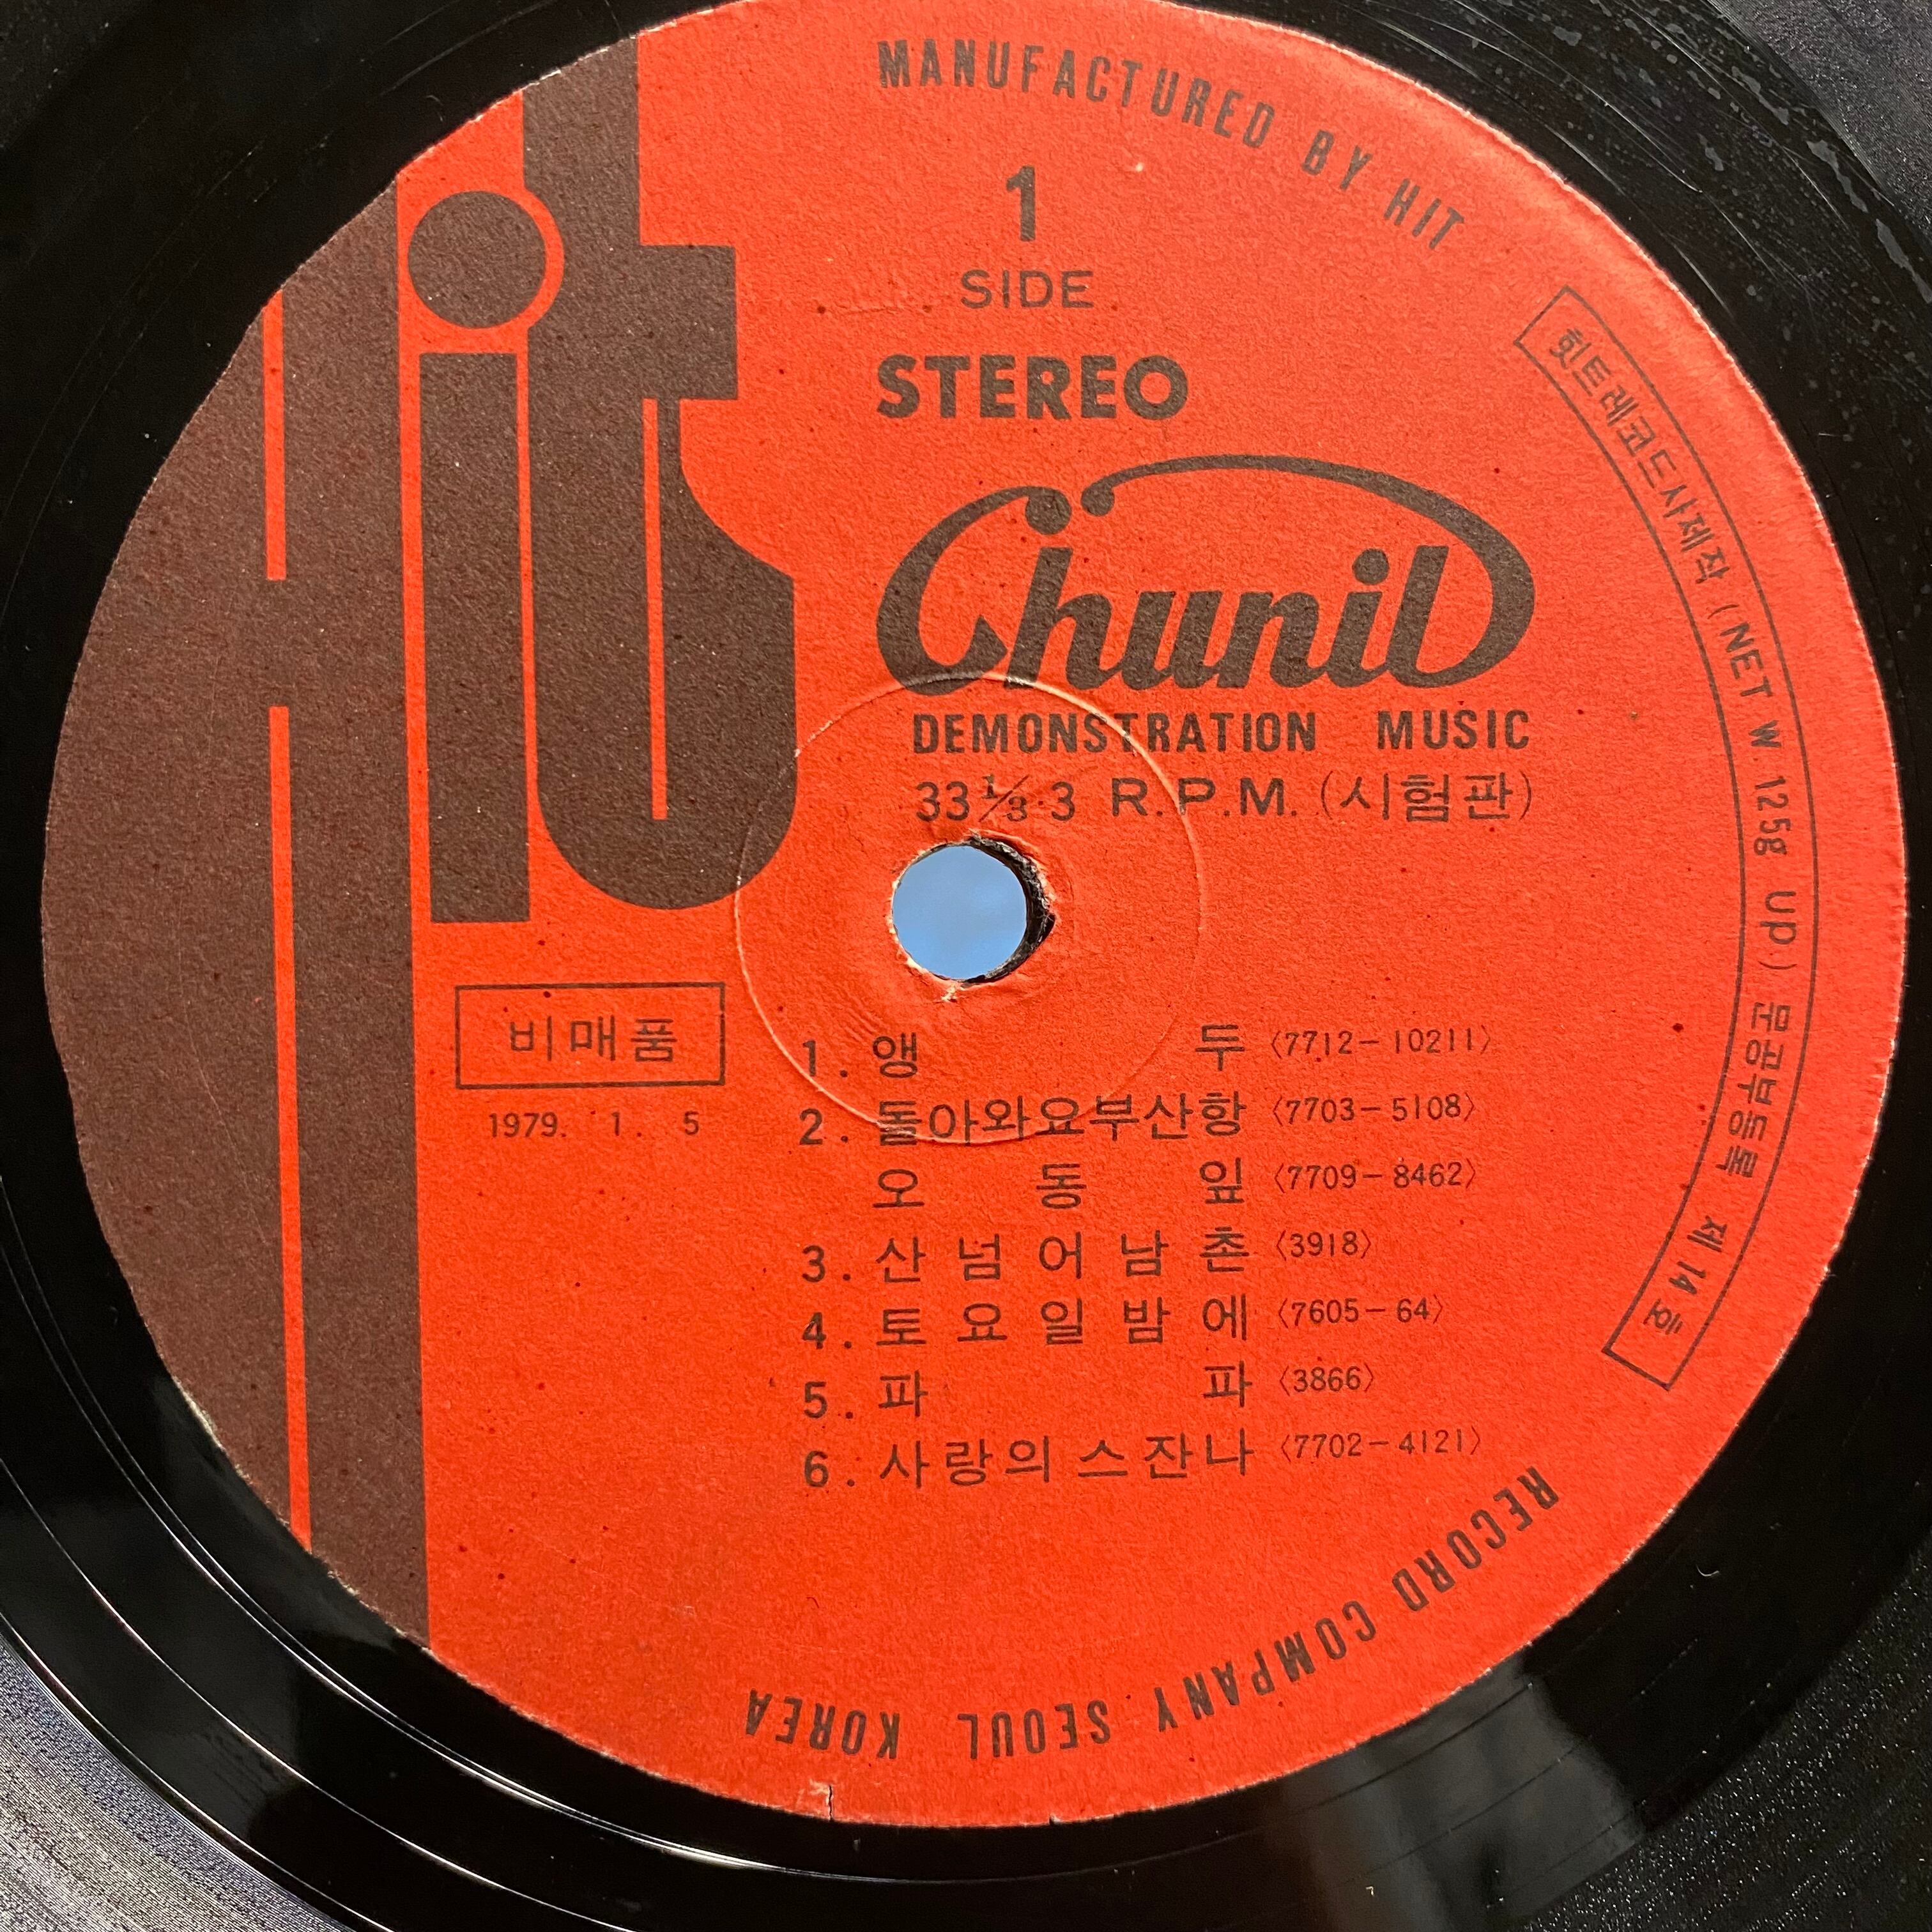 Hit
MANUFACTURED BY HIT
1
SIDE
STEREO
Chunil
DEMONSTRATION MUSIC
33⅓·3 R.P.M. (시험판)
힛트레코드사제작 (NET W. 125g UP.) 문공부등록 제14호
비매품
1979. 1. 5
1. 앵두 〈7712-10211〉
2. 돌아와요부산항 〈7703-5108〉
오동잎 〈7709-8462〉
3. 산넘어남촌 〈3918〉
4. 토요일밤에 〈7605-64〉
5. 파파 〈3866〉
6. 사랑의스잔나 〈7702-4121〉
RECORD COMPANY SEOUL KOREA